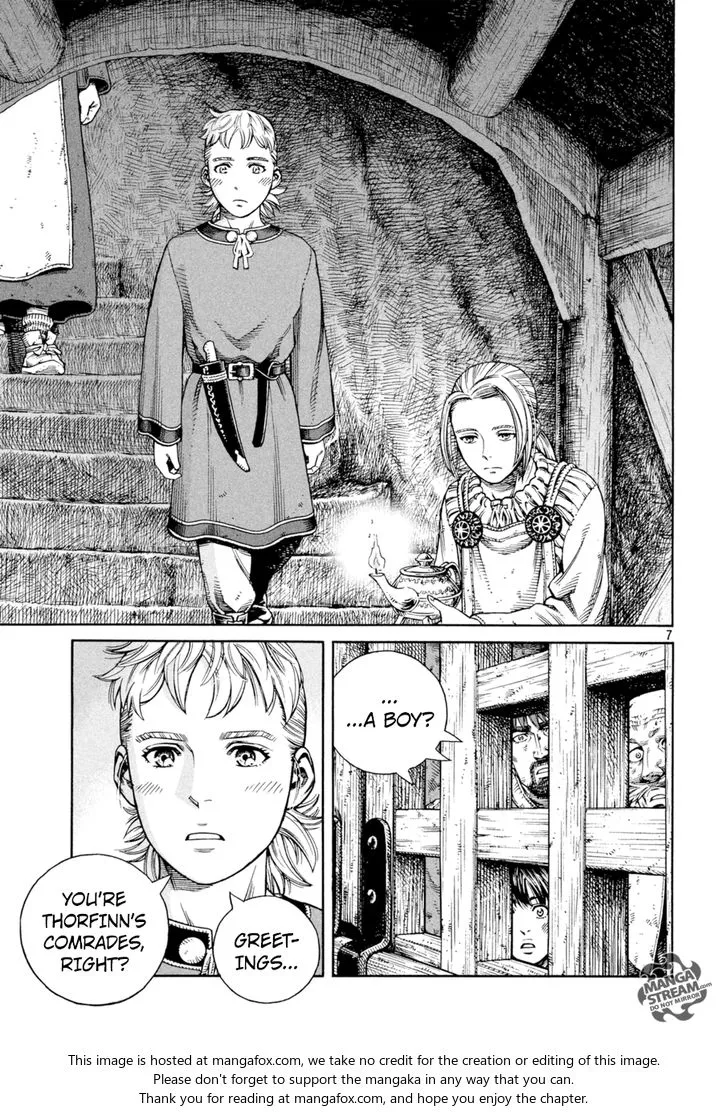 7
...
...A BOY?
GREET-
INGS...
YOU'RE
THORFINN'S
COMRADES,
RIGHT?
MANGA
STREAM.com
DO NOT MIRROR
This image is hosted at mangafox.com, we take no credit for the creation or editing of this image.
Please don't forget to support the mangaka in any way that you can.
Thank you for reading at mangafox.com, and hope you enjoy the chapter.